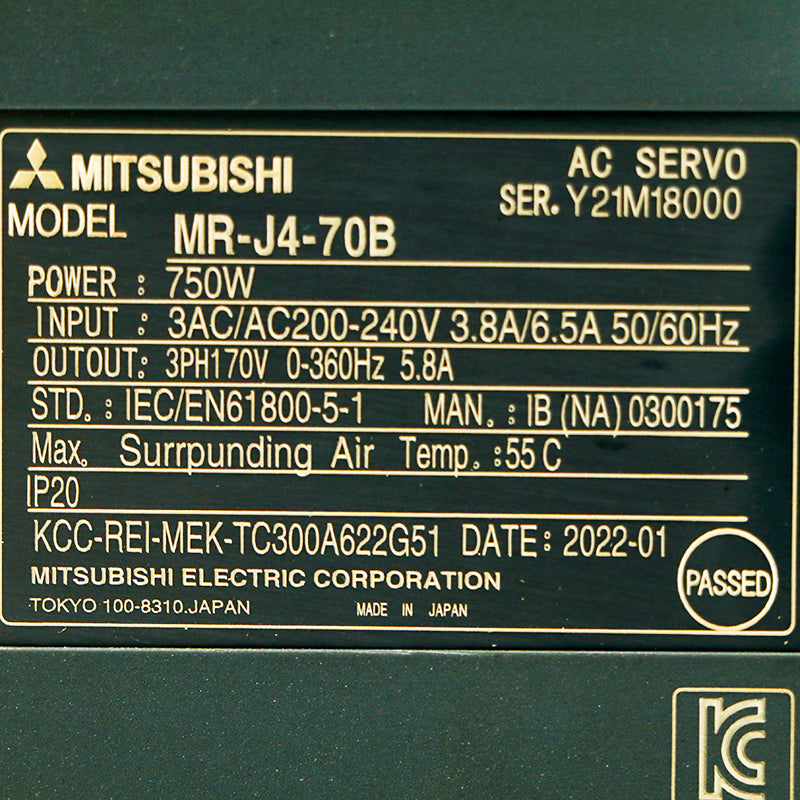 MITSUBISHI
AC SERVO
SER. Y21M18000
MODEL MR-J4-70B
POWER : 750W
INPUT : 3AC/AC200-240V 3.8A/6.5A 50/60Hz
OUTOUT: 3PH170V 0-360Hz 5.8A
STD. : IEC/EN61800-5-1 MAN. : IB (NA) 0300175
Max. Surrpunding Air Temp. :55 C
IP20
KCC-REI-MEK-TC300A622G51 DATE: 2022-01
MITSUBISHI ELECTRIC CORPORATION
PASSED
TOKYO 100-8310.JAPAN MADE IN JAPAN
KC